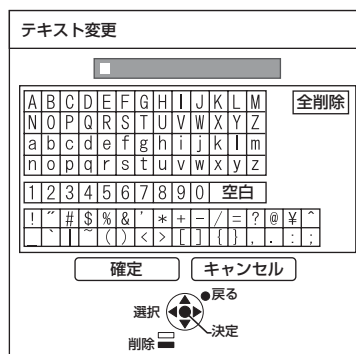 テキスト変更
全削除
A B C D E F G H I J K L M
N O P Q R S T U V W X Y Z
a b c d e f g h i j k l m
n o p q r s t u v w x y z
1 2 3 4 5 6 7 8 9 0 空白
! ˝ # $ % & ' * + - / = ? @ ¥ ^
_ ` | ~ ( ) < > [ ] { } , . : ;
確定 キャンセル
戻る
選択
決定
削除